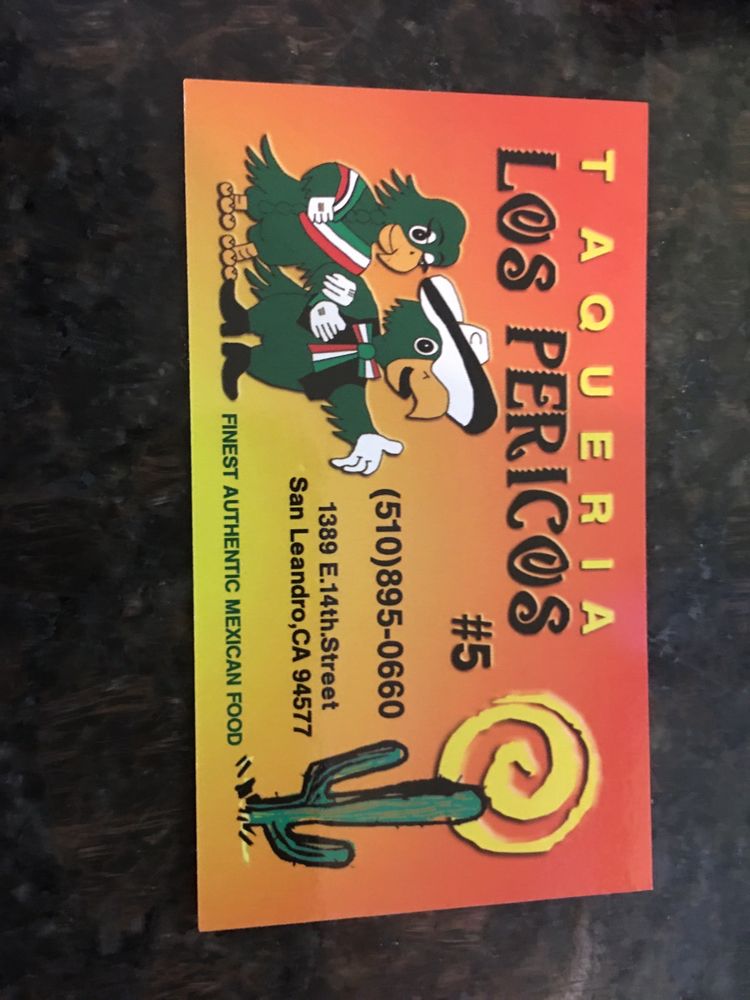 TAQUERIA
LOS PERICOS
#5
(510)895-0660
1389 E.14th.Street
San Leandro,CA 94577
FINEST AUTHENTIC MEXICAN FOOD